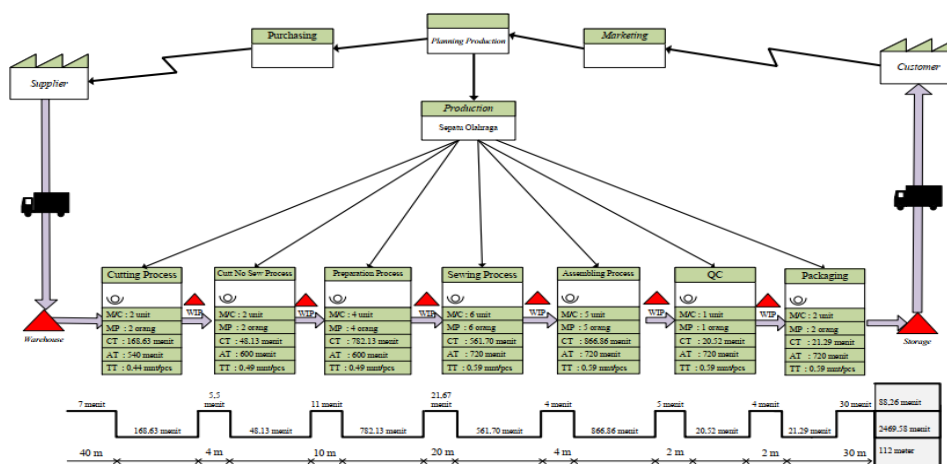 Purchasing
Planning Production
Marketing
Supplier
Customer
Production
Sepatu Olahraga
Cutting Process
M/C : 2 unit
MP : 2 orang
CT : 168.63 menit
AT : 540 menit
TT : 0.44 mnt/pcs
Cutt No Sew Process
M/C : 2 unit
MP : 2 orang
CT : 48.13 menit
AT : 600 menit
TT : 0.49 mnt/pcs
Preparation Process
M/C : 4 unit
MP : 4 orang
CT : 782.13 menit
AT : 600 menit
TT : 0.49 mnt/pcs
Sewing Process
M/C : 6 unit
MP : 6 orang
CT : 561.70 menit
AT : 720 menit
TT : 0.59 mnt/pcs
Assembling Process
M/C : 5 unit
MP : 5 orang
CT : 866.86 menit
AT : 720 menit
TT : 0.59 mnt/pcs
QC
M/C : 1 unit
MP : 1 orang
CT : 20.52 menit
AT : 720 menit
TT : 0.59 mnt/pcs
Packaging
M/C : 2 unit
MP : 2 orang
CT : 21.29 menit
AT : 720 menit
TT : 0.59 mnt/pcs
WIP
WIP
WIP
WIP
WIP
WIP
Warehouse
Storage
7 menit
5,5 menit
11 menit
21,67 menit
4 menit
5 menit
4 menit
30 menit
88,26 menit
168.63 menit
48.13 menit
782.13 menit
561.70 menit
866.86 menit
20.52 menit
21.29 menit
2469.58 menit
40 m
4 m
10 m
20 m
4 m
2 m
2 m
30 m
112 meter